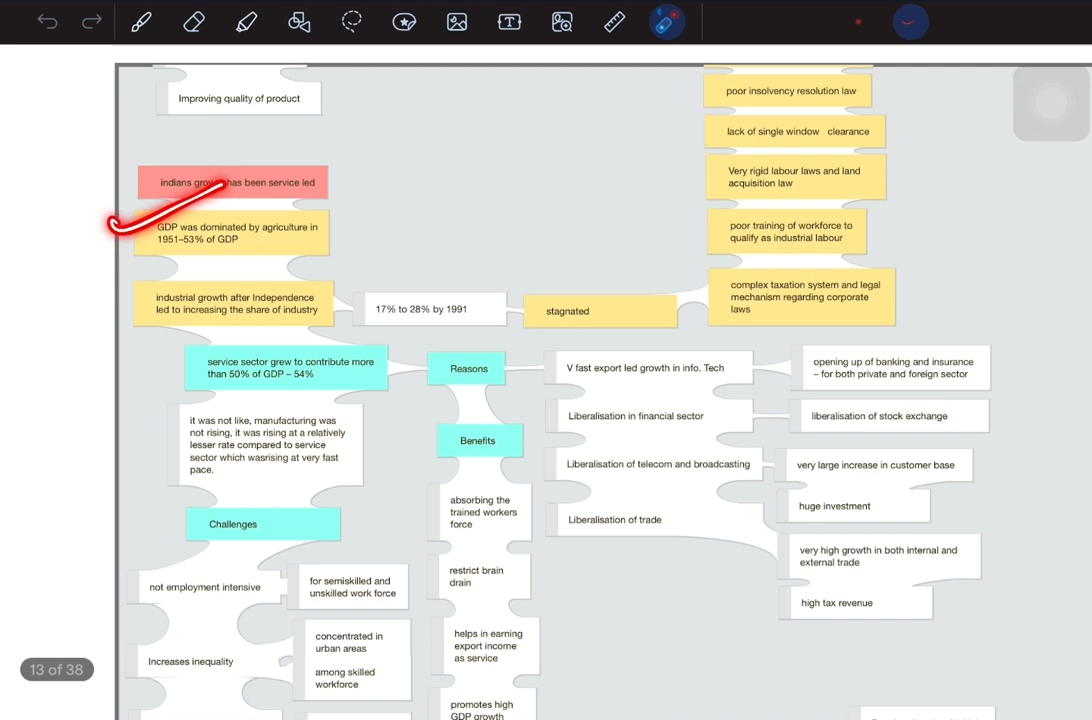 Improving quality of product
indians growth has been service led
GDP was dominated by agriculture in
1951–53% of GDP
industrial growth after Independence
led to increasing the share of industry
17% to 28% by 1991
stagnated
poor insolvency resolution law
lack of single window clearance
Very rigid labour laws and land
acquisition law
poor training of workforce to
qualify as industrial labour
complex taxation system and legal
mechanism regarding corporate
laws
service sector grew to contribute more
than 50% of GDP – 54%
it was not like, manufacturing was
not rising, it was rising at a relatively
lesser rate compared to service
sector which wasrising at very fast
pace.
Challenges
not employment intensive
for semiskilled and
unskilled work force
Increases inequality
concentrated in
urban areas
among skilled
workforce
Reasons
Benefits
absorbing the
trained workers
force
restrict brain
drain
helps in earning
export income
as service
promotes high
GDP growth
V fast export led growth in info. Tech
Liberalisation in financial sector
Liberalisation of telecom and broadcasting
Liberalisation of trade
opening up of banking and insurance
– for both private and foreign sector
liberalisation of stock exchange
very large increase in customer base
huge investment
very high growth in both internal and
external trade
high tax revenue
13 of 38